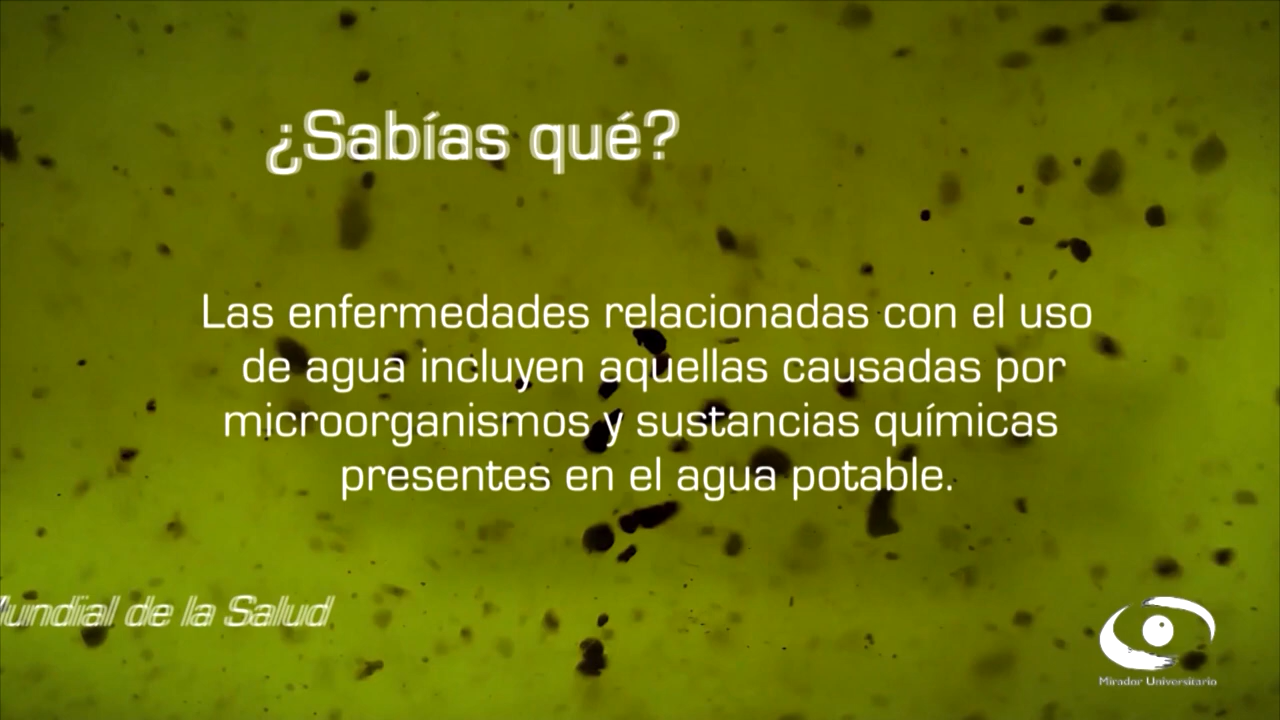 ¿Sabías qué?
Las enfermedades relacionadas con el uso
de agua incluyen aquellas causadas por
microorganismos y sustancias químicas
presentes en el agua potable.
de la Salud
Mirador Universitario